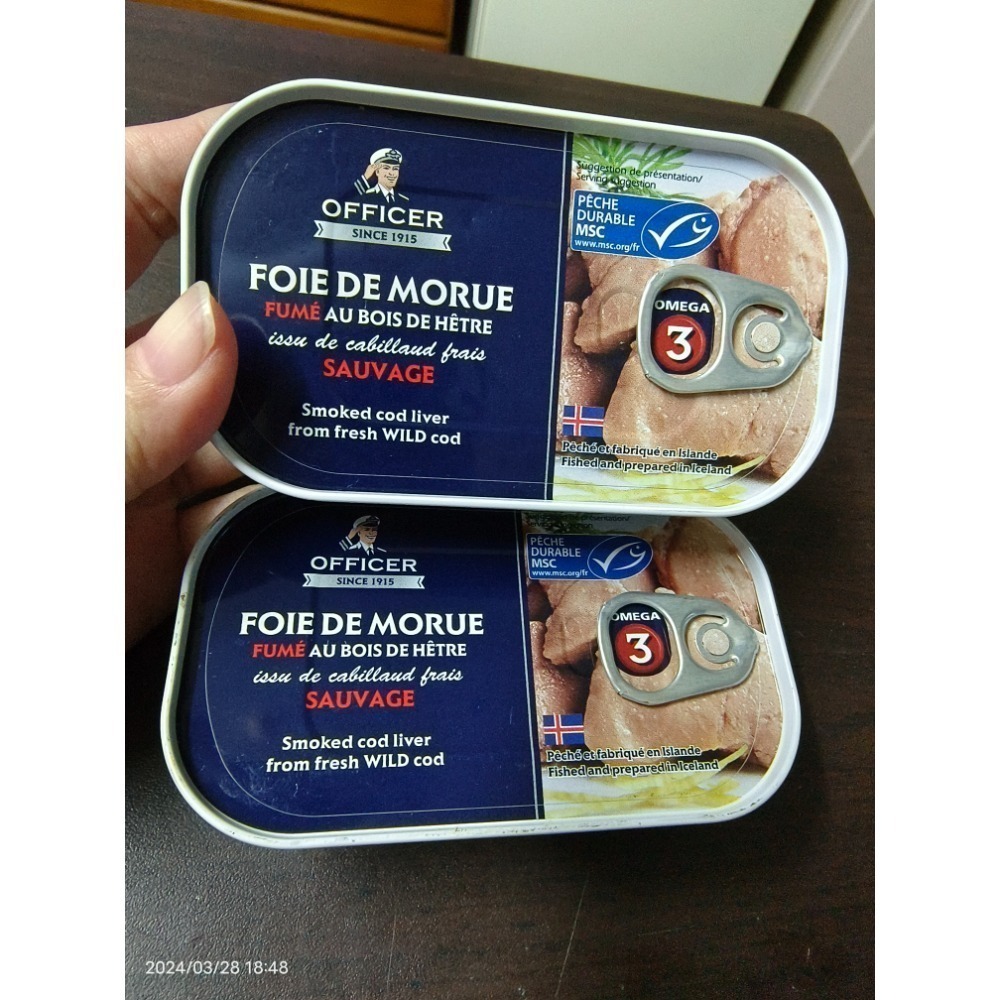 OFFICER
SINCE 1915
FOIE DE MORUE
FUMÉ AU BOIS DE HÊTRE
issu de cabillaud frais
SAUVAGE
Smoked cod liver
from fresh WILD cod
Suggestion de présentation/
Serving suggestion
PÊCHE
DURABLE
MSC
www.msc.org/fr
OMEGA
3
Pêché et fabriqué en Islande
Fished and prepared in Iceland
OFFICER
SINCE 1915
FOIE DE MORUE
FUMÉ AU BOIS DE HÊTRE
issu de cabillaud frais
SAUVAGE
Smoked cod liver
from fresh WILD cod
PÊCHE
DURABLE
MSC
www.msc.org/fr
OMEGA
3
Pêché et fabriqué en Islande
Fished and prepared in Iceland
2024/03/28 18:48